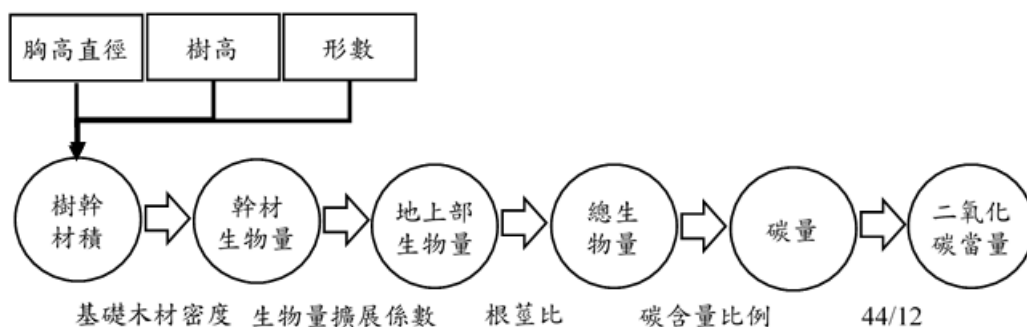 胸高直徑
樹高
形數
樹幹
材積
幹材
生物量
地上部
生物量
總生
物量
碳量
二氧化
碳當量
基礎木材密度
生物量擴展係數
根莖比
碳含量比例
44/12